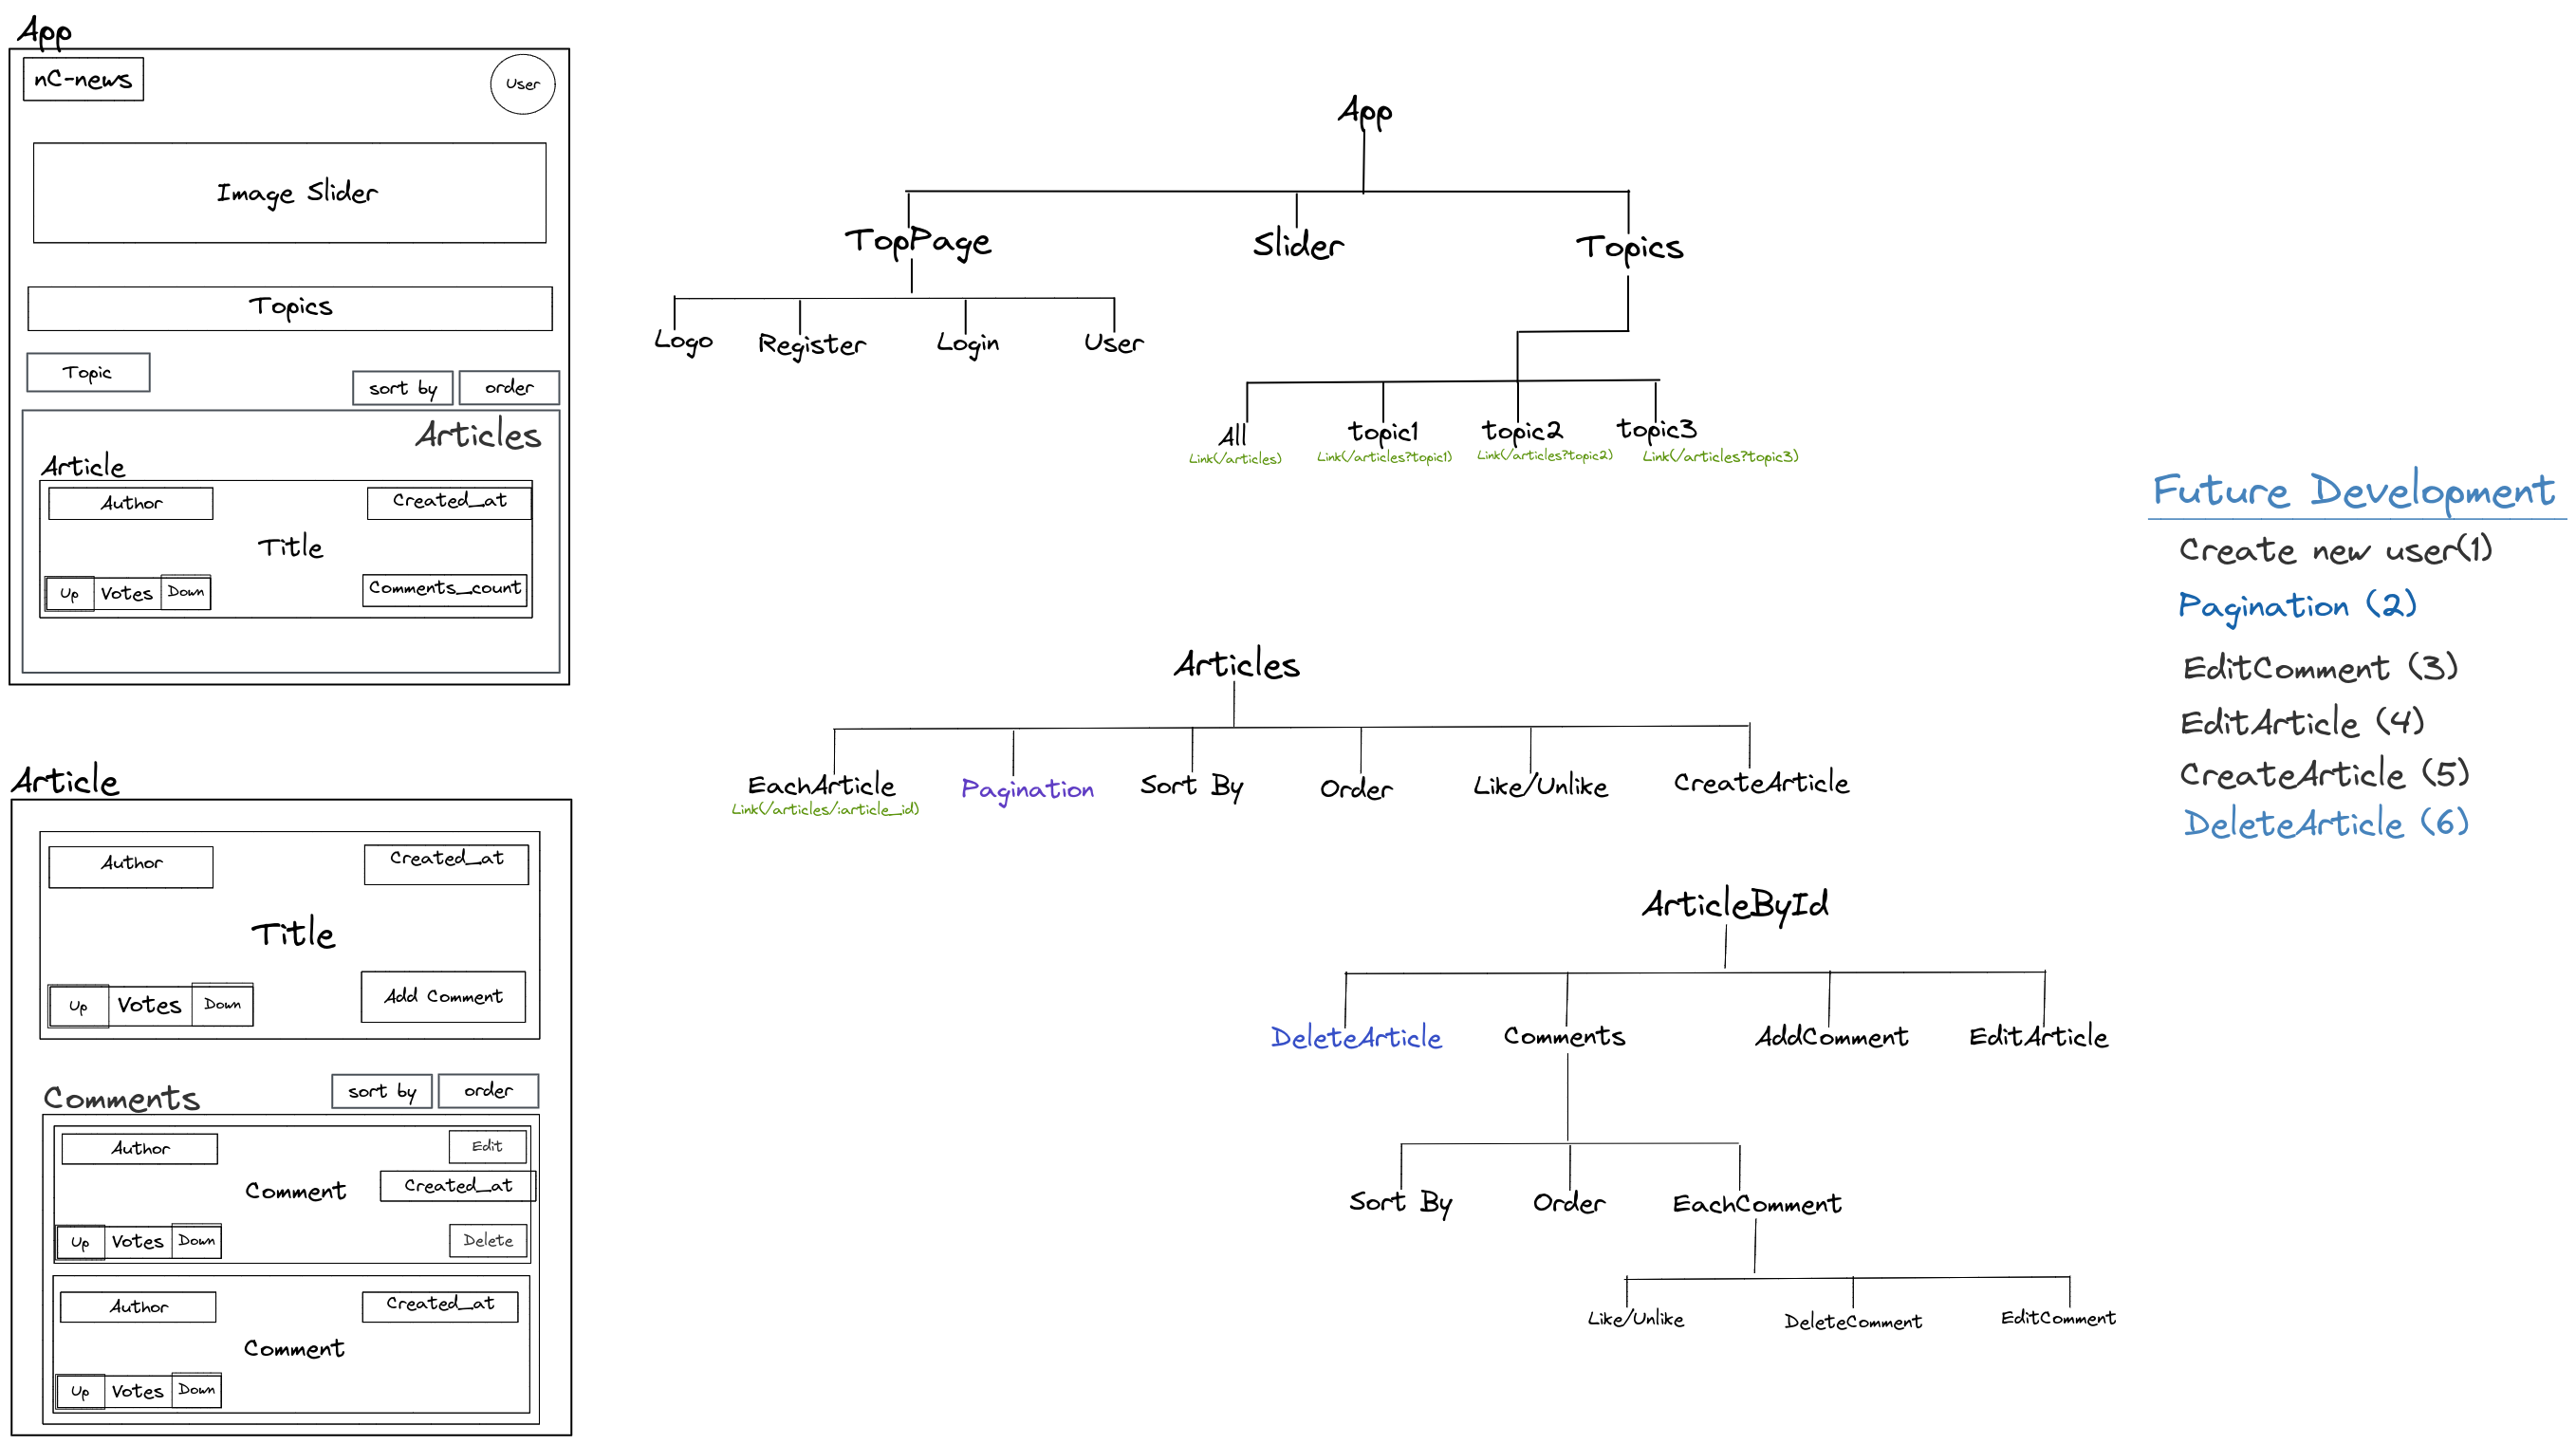 App
nC-news
User
Image Slider
Topics
Topic
sort by
order
Articles
Article
Author
Created_at
Title
Up
Votes
Down
Comments_count
Article
Author
Created_at
Title
Up
Votes
Down
Add Comment
Comments
sort by
order
Author
Edit
Comment
Created_at
Up
Votes
Down
Delete
Author
Created_at
Comment
Up
Votes
Down
App
TopPage
Slider
Topics
Logo
Register
Login
User
All
Link(/articles)
topic1
Link(/articles?topic1)
topic2
Link(/articles?topic2)
topic3
Link(/articles?topic3)
Articles
EachArticle
Link(/articles/:article_id)
Pagination
Sort By
Order
Like/Unlike
CreateArticle
ArticleById
DeleteArticle
Comments
AddComment
EditArticle
Sort By
Order
EachComment
Like/Unlike
DeleteComment
EditComment
Future Development
Create new user(1)
Pagination (2)
EditComment (3)
EditArticle (4)
CreateArticle (5)
DeleteArticle (6)